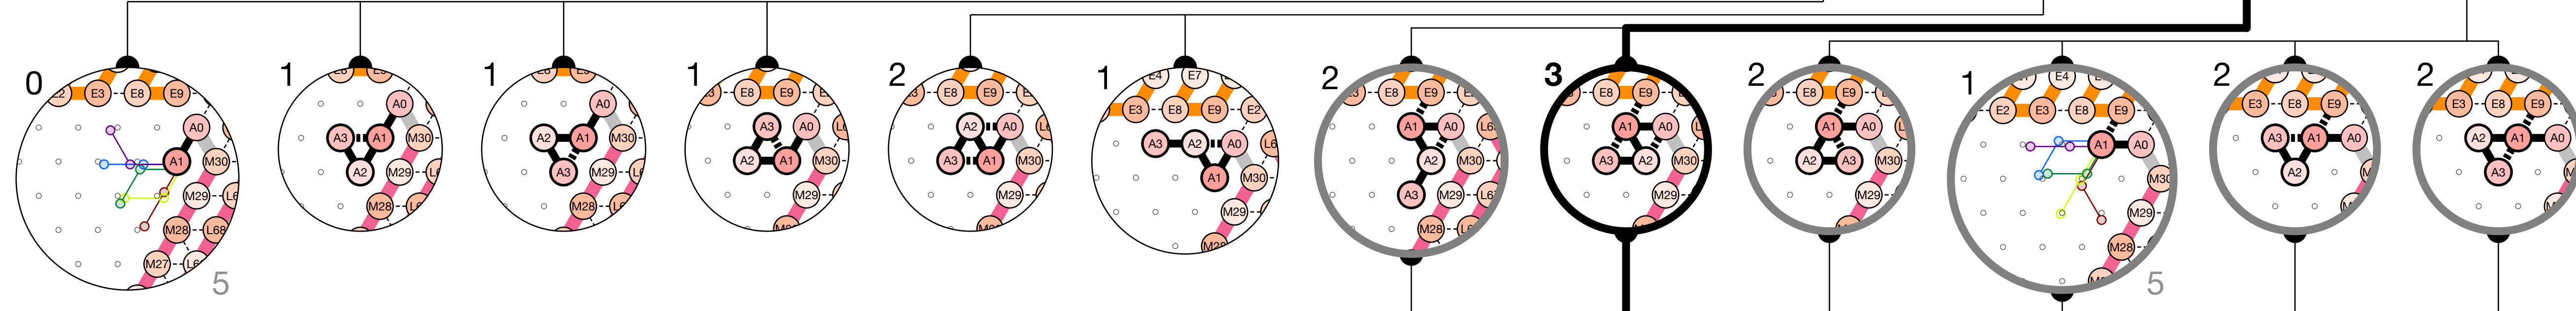 0 1 1 1 2 1 2 3 2 1 2 2
E3 E8 E9
A0
A1 M30
M29
M28 L68
M27
5
A0
A3 A1 M30
A2 M29
M28
A0
A2 A1 M30
A3 M29
M28
E8 E9
A3 A0
A2 A1 M30
M29
E8 E9
A2 A0
A3 A1 M30
M29
E4 E7
E3 E8 E9 E2
A3 A2 A0
A1 M30
M29
M28
E8 E9
A1 A0
A2 M30
A3 M29
M28
E8 E9
A1 A0
A3 A2 M30
M29
E8 E9
A1 A0
A2 A3 M30
M29
E4
E2 E3 E8 E9
A1 A0
M30
M29
M28
5
E3 E8 E9
A3 A1 A0
A2
E3 E8 E9
A2 A1 A0
A3